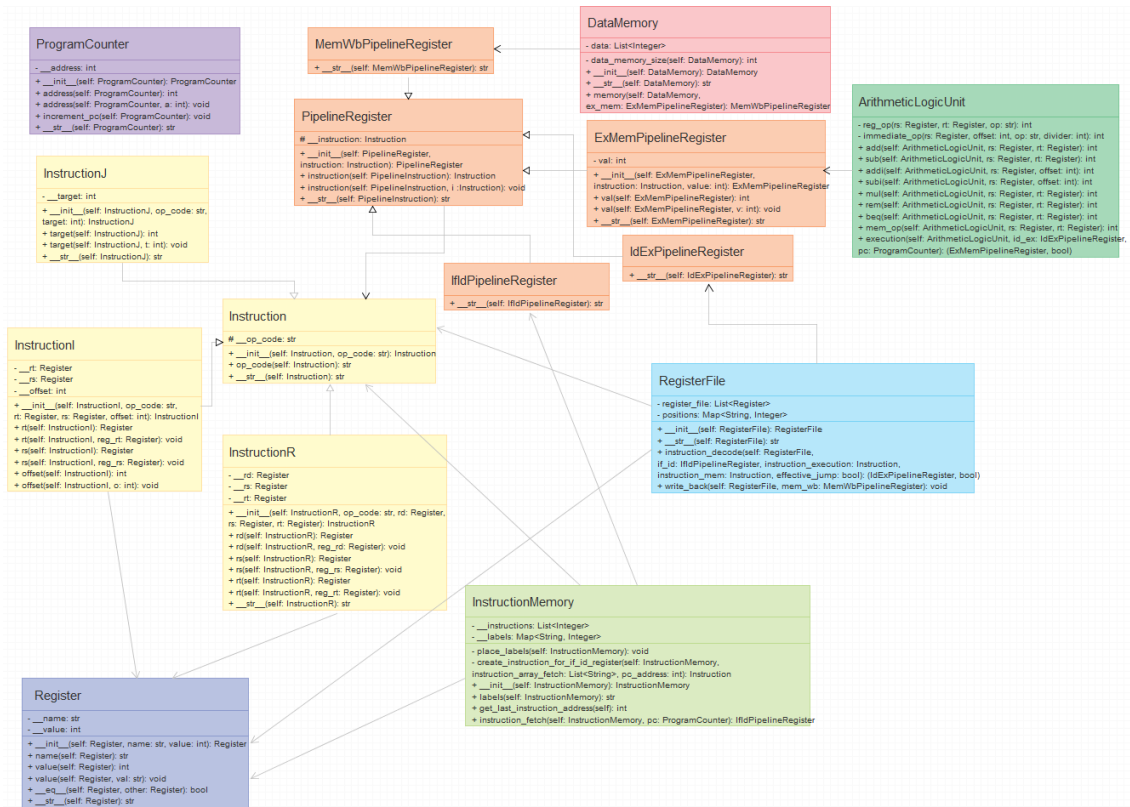 ProgramCounter
- __address: int
+ __init__(self: ProgramCounter): ProgramCounter
+ address(self: ProgramCounter): int
+ address(self: ProgramCounter, a: int): void
+ increment_pc(self: ProgramCounter): void
+ __str__(self: ProgramCounter): str
MemWbPipelineRegister
+ __str__(self: MemWbPipelineRegister): str
DataMemory
- data: List<Integer>
- data_memory_size(self: DataMemory): int
+ __init__(self: DataMemory): DataMemory
+ __str__(self: DataMemory): str
+ memory(self: DataMemory,
ex_mem: ExMemPipelineRegister): MemWbPipelineRegister
PipelineRegister
# __instruction: Instruction
+ __init__(self: PipelineRegister,
instruction: Instruction): PipelineRegister
+ instruction(self: PipelineInstruction): Instruction
+ instruction(self: PipelineInstruction, i :Instruction): void
+ __str__(self: PipelineInstruction): str
ExMemPipelineRegister
- val: int
+ __init__(self: ExMemPipelineRegister,
instruction: Instruction, value: int): ExMemPipelineRegister
+ val(self: ExMemPipelineRegister): int
+ val(self: ExMemPipelineRegister, v: int): void
+ __str__(self: ExMemPipelineRegister): str
ArithmeticLogicUnit
- reg_op(rs: Register, rt: Register, op: str): int
- immediate_op(rs: Register, offset: int, op: str, divider: int): int
+ add(self: ArithmeticLogicUnit, rs: Register, rt: Register): int
+ sub(self: ArithmeticLogicUnit, rs: Register, rt: Register): int
+ addi(self: ArithmeticLogicUnit, rs: Register, offset: int): int
+ subi(self: ArithmeticLogicUnit, rs: Register, offset: int): int
+ mul(self: ArithmeticLogicUnit, rs: Register, rt: Register): int
+ rem(self: ArithmeticLogicUnit, rs: Register, rt: Register): int
+ beq(self: ArithmeticLogicUnit, rs: Register, rt: Register): int
+ mem_op(self: ArithmeticLogicUnit, rs: Register, rt: Register): int
+ execution(self: ArithmeticLogicUnit, id_ex: IdExPipelineRegister,
pc: ProgramCounter): (ExMemPipelineRegister, bool)
InstructionJ
- __target: int
+ __init__(self: InstructionJ, op_code: str,
target: int): InstructionJ
+ target(self: InstructionJ): int
+ target(self: InstructionJ, t: int): void
+ __str__(self: InstructionJ): str
IdExPipelineRegister
+ __str__(self: IdExPipelineRegister): str
IfIdPipelineRegister
+ __str__(self: IfIdPipelineRegister): str
Instruction
# __op_code: str
+ __init__(self: Instruction, op_code: str): Instruction
+ op_code(self: Instruction): str
+ __str__(self: Instruction): str
InstructionI
- __rt: Register
- __rs: Register
- __offset: int
+ __init__(self: InstructionI, op_code: str,
rt: Register, rs: Register, offset: int): InstructionI
+ rt(self: InstructionI): Register
+ rt(self: InstructionI, reg_rt: Register): void
+ rs(self: InstructionI): Register
+ rs(self: InstructionI, reg_rs: Register): void
+ offset(self: InstructionI): int
+ offset(self: InstructionI, o: int): void
RegisterFile
- register_file: List<Register>
- positions: Map<String, Integer>
+ __init__(self: RegisterFile): RegisterFile
+ __str__(self: RegisterFile): str
+ instruction_decode(self: RegisterFile,
if_id: IfIdPipelineRegister, instruction_execution: Instruction,
instruction_mem: Instruction, effective_jump: bool): (IdExPipelineRegister, bool)
+ write_back(self: RegisterFile, mem_wb: MemWbPipelineRegister): void
InstructionR
- __rd: Register
- __rs: Register
- __rt: Register
+ __init__(self: InstructionR, op_code: str, rd: Register,
rs: Register, rt: Register): InstructionR
+ rd(self: InstructionR): Register
+ rd(self: InstructionR, reg_rd: Register): void
+ rs(self: InstructionR): Register
+ rs(self: InstructionR, reg_rs: Register): void
+ rt(self: InstructionR): Register
+ rt(self: InstructionR, reg_rt: Register): void
+ __str__(self: InstructionR): str
InstructionMemory
- __instructions: List<Integer>
- __labels: Map<String, Integer>
- place_labels(self: InstructionMemory): void
- create_instruction_for_if_id_register(self: InstructionMemory,
instruction_array_fetch: List<String>, pc_address: int): Instruction
+ __init__(self: InstructionMemory): InstructionMemory
+ labels(self: InstructionMemory): str
+ get_last_instruction_address(self): int
+ instruction_fetch(self: InstructionMemory, pc: ProgramCounter): IfIdPipelineRegister
Register
- __name: str
- __value: int
+ __init__(self: Register, name: str, value: int): Register
+ name(self: Register): str
+ value(self: Register): int
+ value(self: Register, val: str): void
+ __eq__(self: Register, other: Register): bool
+ __str__(self: Register): str